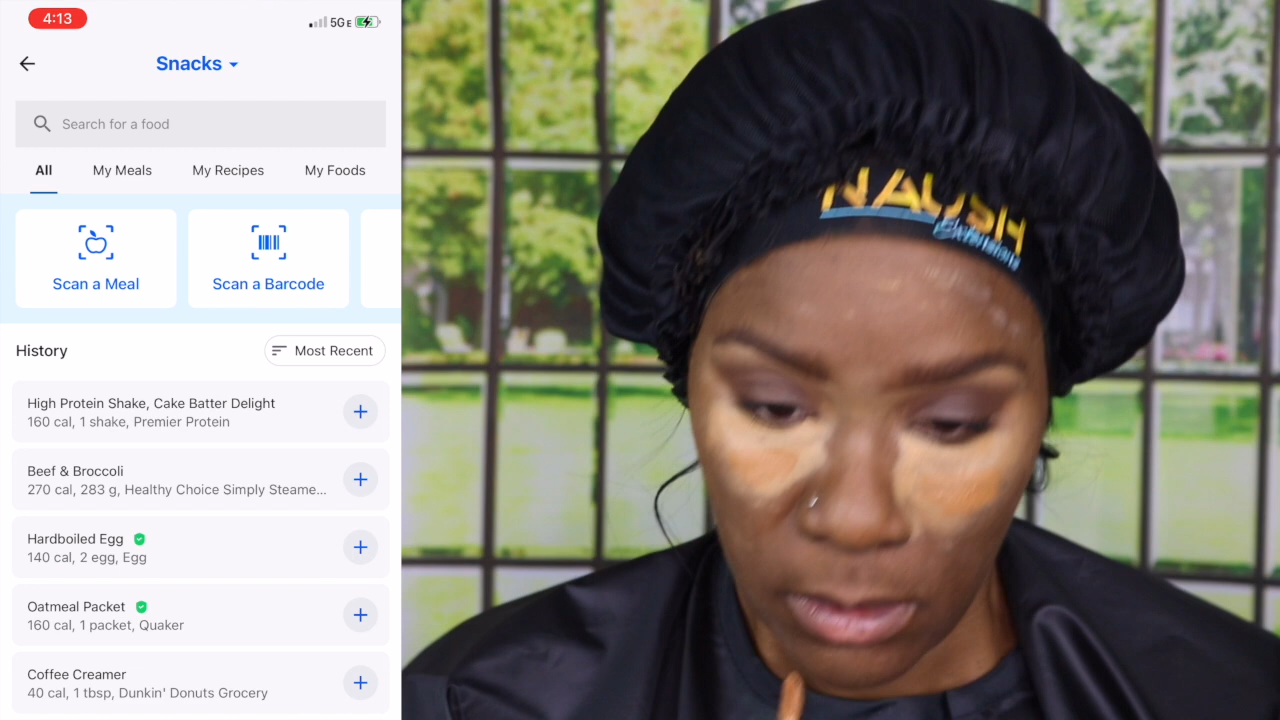 4:13
5GE
Snacks
Search for a food
All
My Meals
My Recipes
My Foods
Scan a Meal
Scan a Barcode
History
Most Recent
High Protein Shake, Cake Batter Delight
160 cal, 1 shake, Premier Protein
Beef & Broccoli
270 cal, 283 g, Healthy Choice Simply Steame...
Hardboiled Egg
140 cal, 2 egg, Egg
Oatmeal Packet
160 cal, 1 packet, Quaker
Coffee Creamer
40 cal, 1 tbsp, Dunkin' Donuts Grocery
Extensions